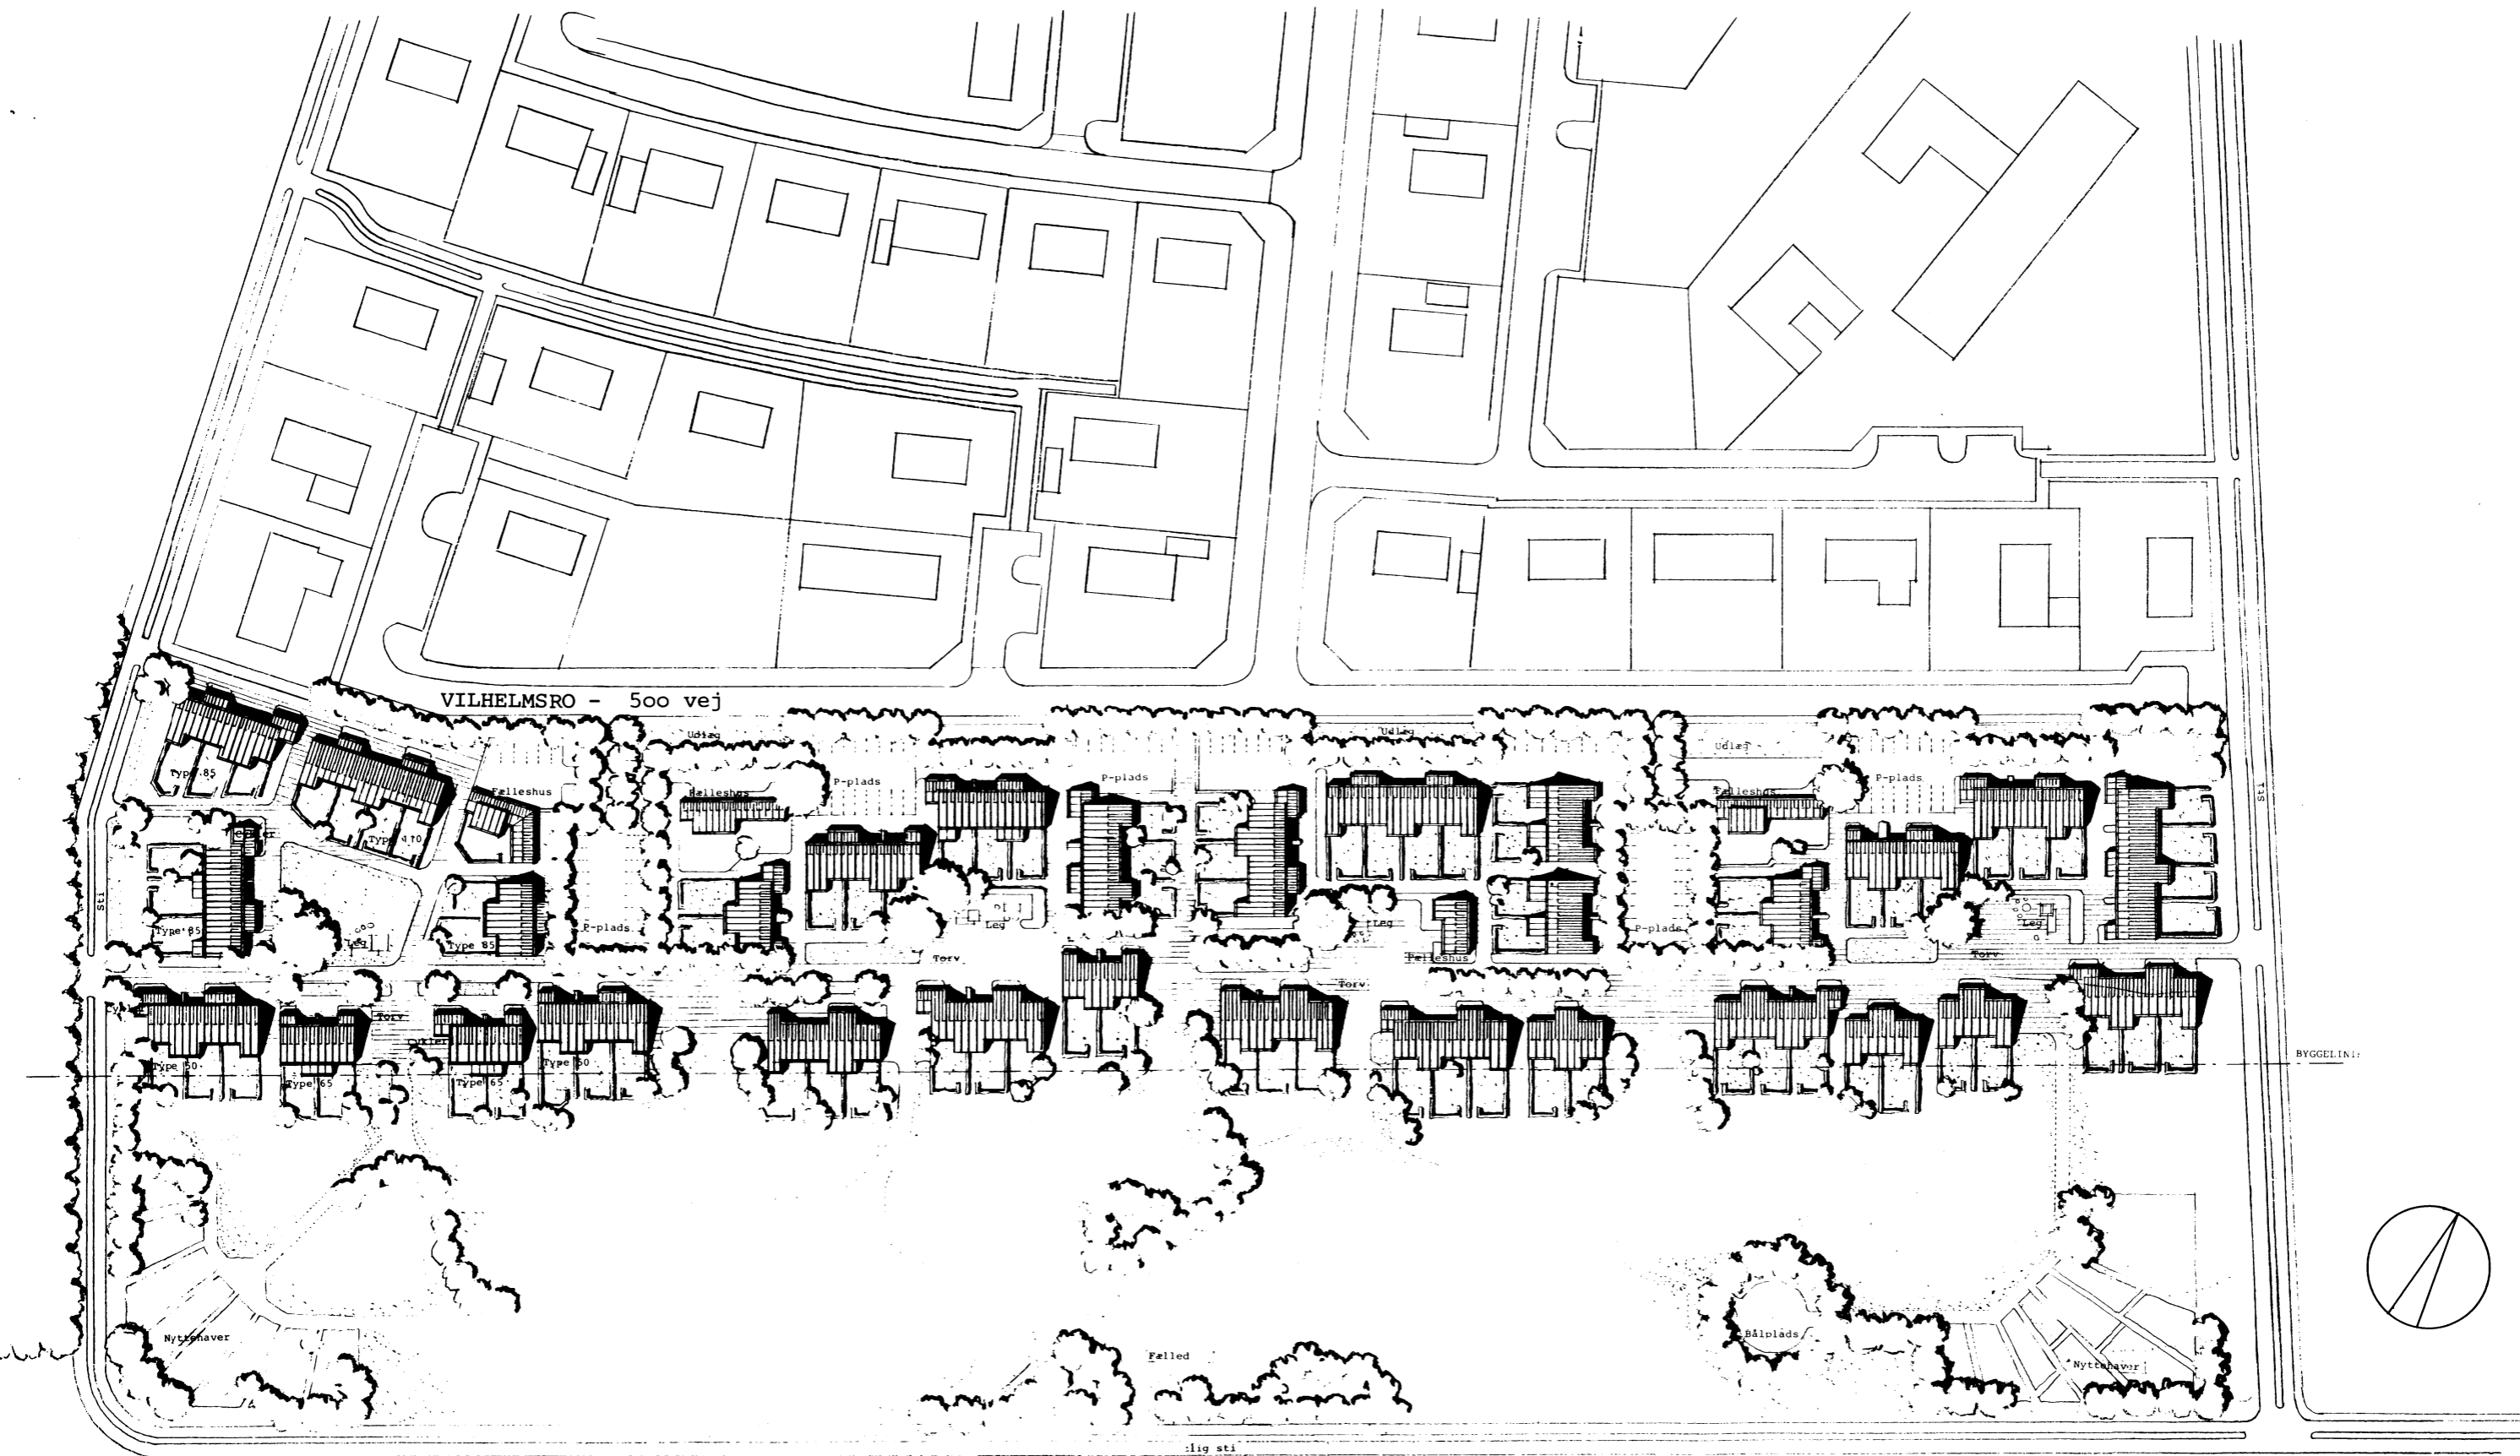 VILHELMSRO - 5oo vej
Udlæg
Udlæg
Udlæg
Type 85
Fælleshus
Fælleshus
P-plads
P-plads
Fælleshus
P-plads
Sti
Type 110
Sti
Type 85
Leg
Type 85
P-plads
Leg
Leg
P-plads
Leg
Torv
Fælleshus
Torv
Torv
Torv
Type 50
Type 65
Type 65
Type 50
BYGGELINI
Nyttehaver
Fælled
Bålplads
Nyttehaver
lig sti